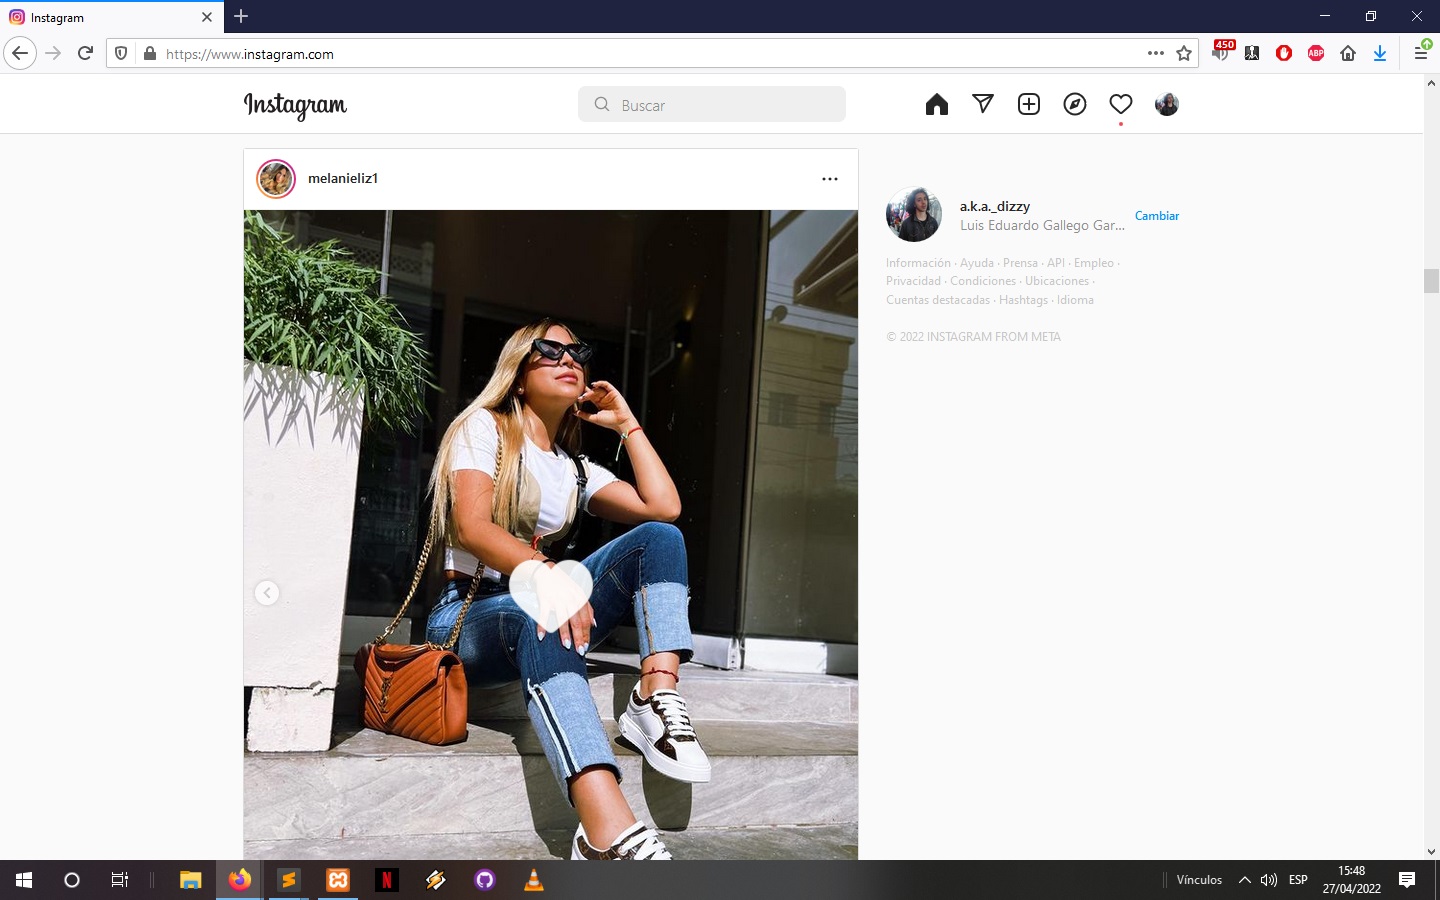 Instagram
https://www.instagram.com
450
ABP
Instagram
Buscar
melanieliz1
a.k.a._dizzy
Luis Eduardo Gallego Gar...
Cambiar
Información · Ayuda · Prensa · API · Empleo ·
Privacidad · Condiciones · Ubicaciones ·
Cuentas destacadas · Hashtags · Idioma
© 2022 INSTAGRAM FROM META
Vínculos
ESP
15:48
27/04/2022